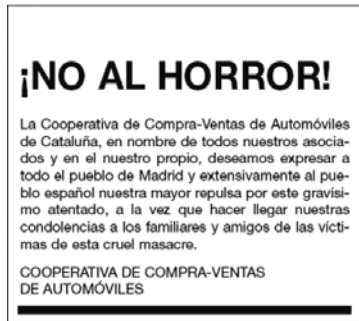 ¡NO AL HORROR!
La Cooperativa de Compra-Ventas de Automóviles
de Cataluña, en nombre de todos nuestros asocia-
dos y en el nuestro propio, deseamos expresar a
todo el pueblo de Madrid y extensivamente al pue-
blo español nuestra mayor repulsa por este gravísi-
mo atentado, a la vez que hacer llegar nuestras
condolencias a los familiares y amigos de las vícti-
mas de esta cruel masacre.
COOPERATIVA DE COMPRA-VENTAS
DE AUTOMÓVILES